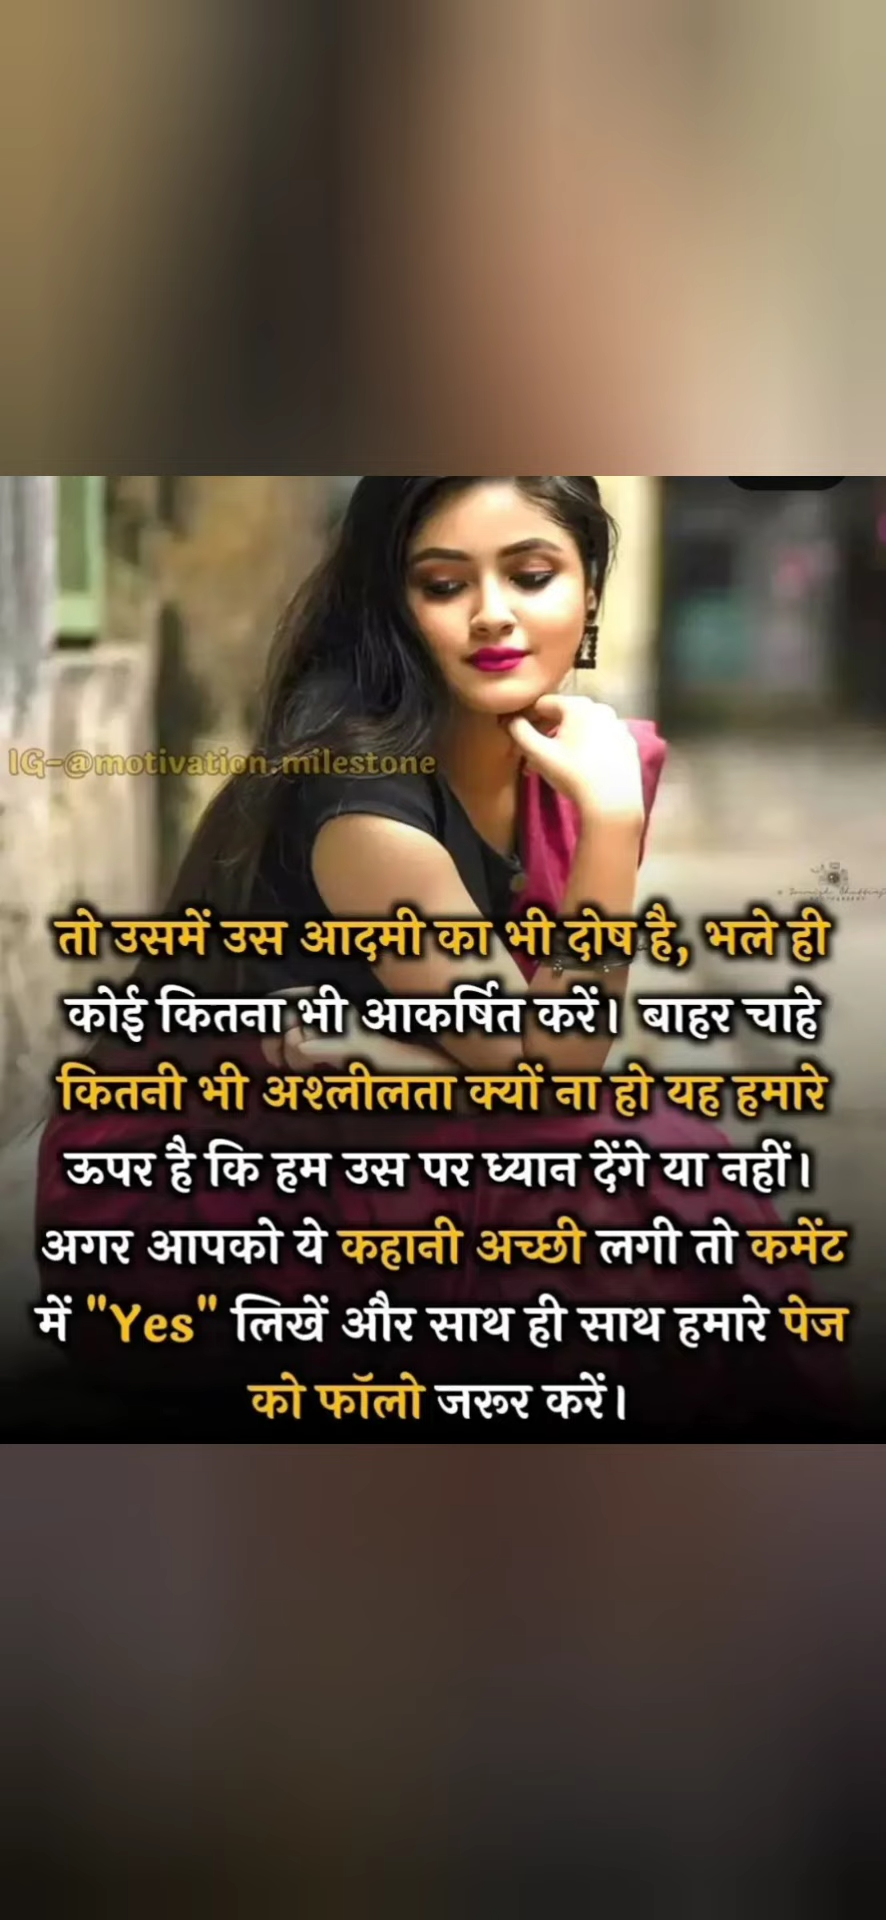 IG-@motivation.milestone
तो उसमें उस आदमी का भी दोष है, भले ही
कोई कितना भी आकर्षित करें। बाहर चाहे
कितनी भी अश्लीलता क्यों ना हो यह हमारे
ऊपर है कि हम उस पर ध्यान देंगे या नहीं।
अगर आपको ये कहानी अच्छी लगी तो कमेंट
में "Yes" लिखें और साथ ही साथ हमारे पेज
को फॉलो जरूर करें।